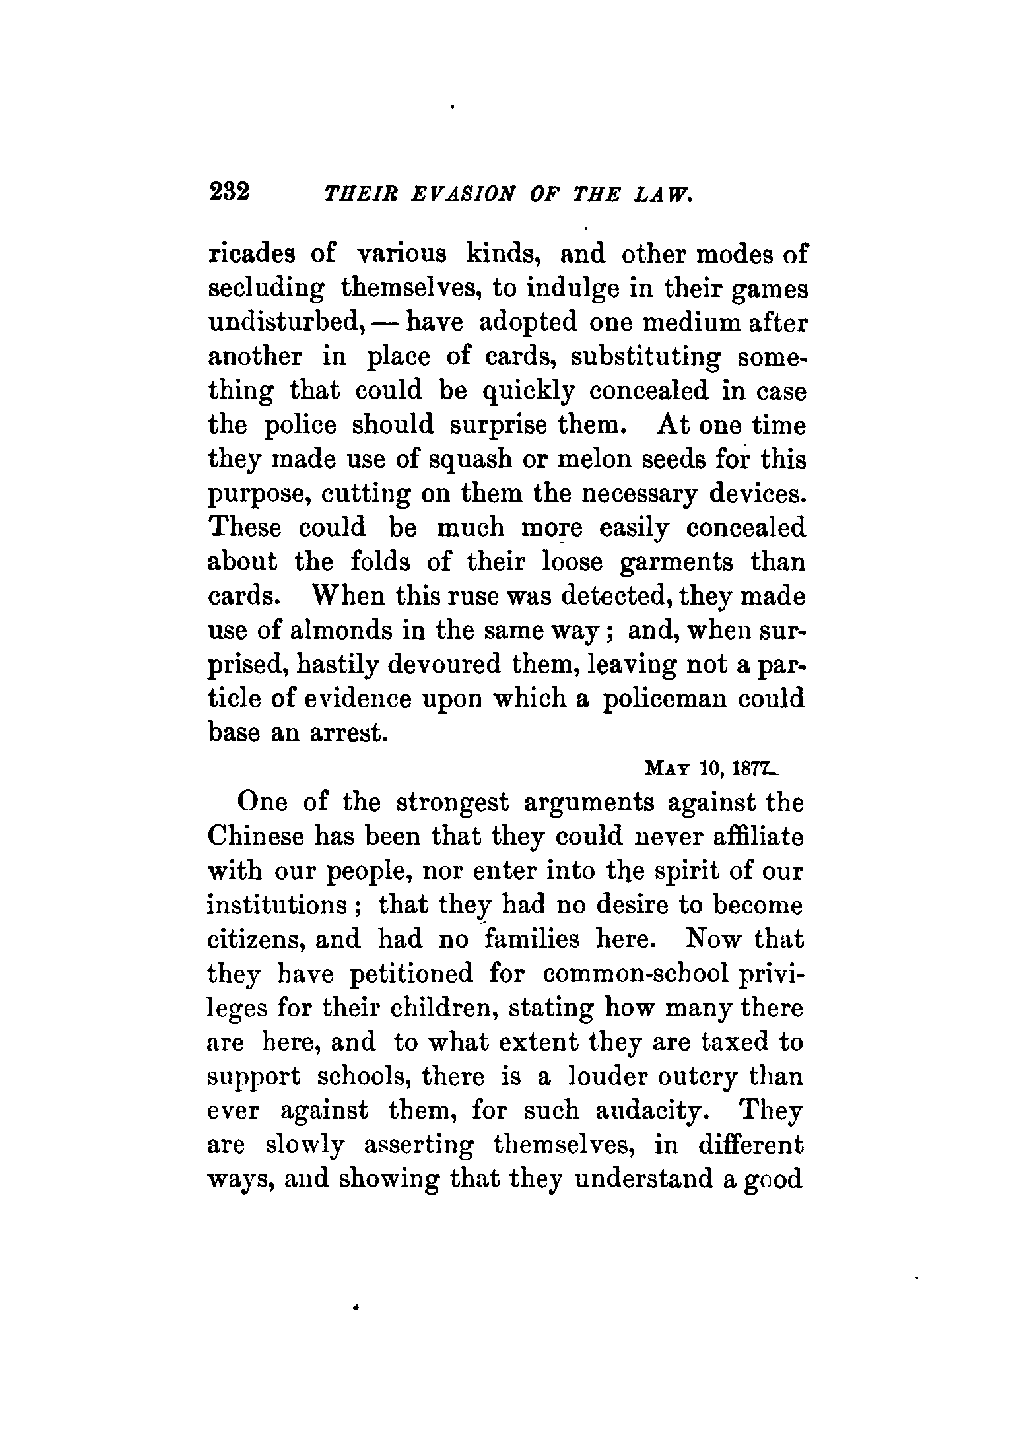 232 THEIR EVASION OF THE LAW.
ricades of various kinds, and other modes of
secluding themselves, to indulge in their games
undisturbed, — have adopted one medium after
another in place of cards, substituting some-
thing that could be quickly concealed in case
the police should surprise them. At one time
they made use of squash or melon seeds for this
purpose, cutting on them the necessary devices.
These could be much more easily concealed
about the folds of their loose garments than
cards. When this ruse was detected, they made
use of almonds in the same way; and, when sur-
prised, hastily devoured them, leaving not a par-
ticle of evidence upon which a policeman could
base an arrest.
MAY 10, 1877.
One of the strongest arguments against the
Chinese has been that they could never affiliate
with our people, nor enter into the spirit of our
institutions; that they had no desire to become
citizens, and had no families here. Now that
they have petitioned for common-school privi-
leges for their children, stating how many there
are here, and to what extent they are taxed to
support schools, there is a louder outcry than
ever against them, for such audacity. They
are slowly asserting themselves, in different
ways, and showing that they understand a good